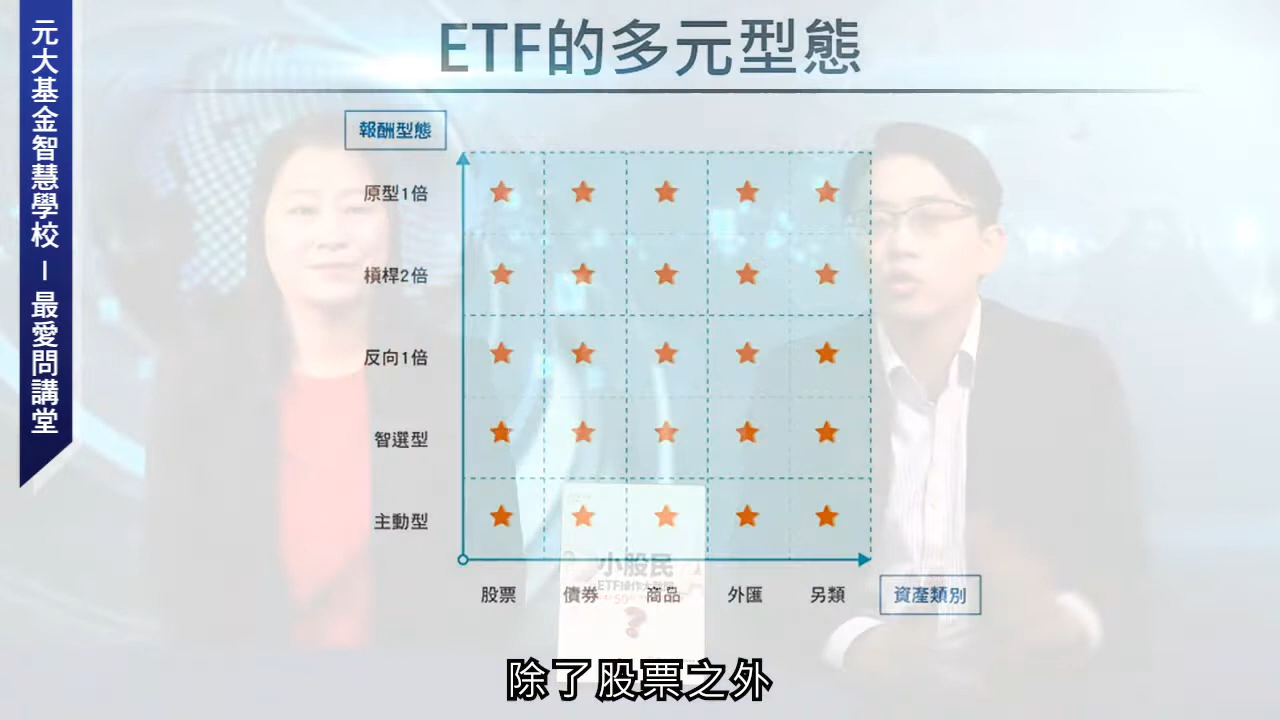 元大基金智慧學校 – 最愛問講堂
ETF的多元型態
報酬型態
原型1倍
槓桿2倍
反向1倍
智選型
主動型
股票
債券
商品
外匯
另類
資產類別
小股民
除了股票之外